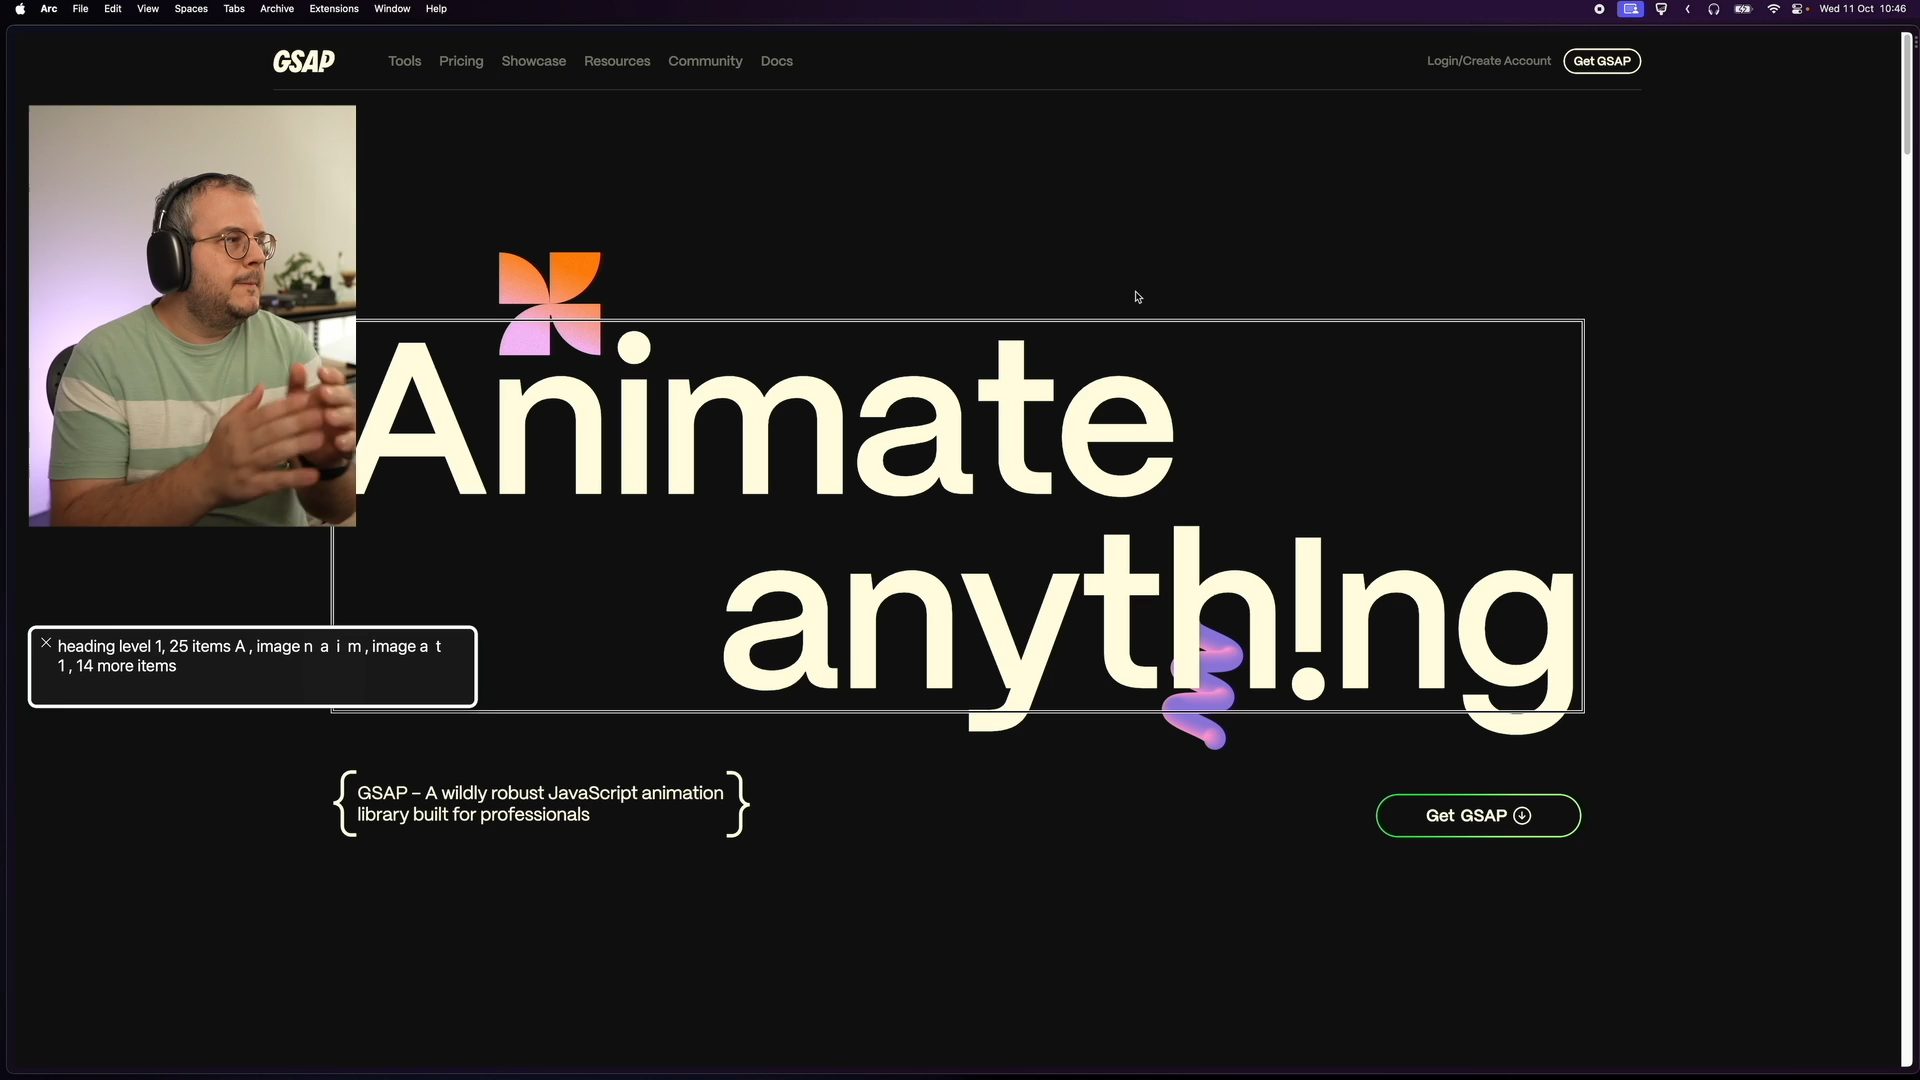 Arc File Edit View Spaces Tabs Archive Extensions Window Help Wed 11 Oct 10:46
GSAP Tools Pricing Showcase Resources Community Docs Login/Create Account Get GSAP
Animate
anyth!ng
heading level 1, 25 items A , image n a i m , image a t
1 , 14 more items
{GSAP – A wildly robust JavaScript animation
library built for professionals}
Get GSAP